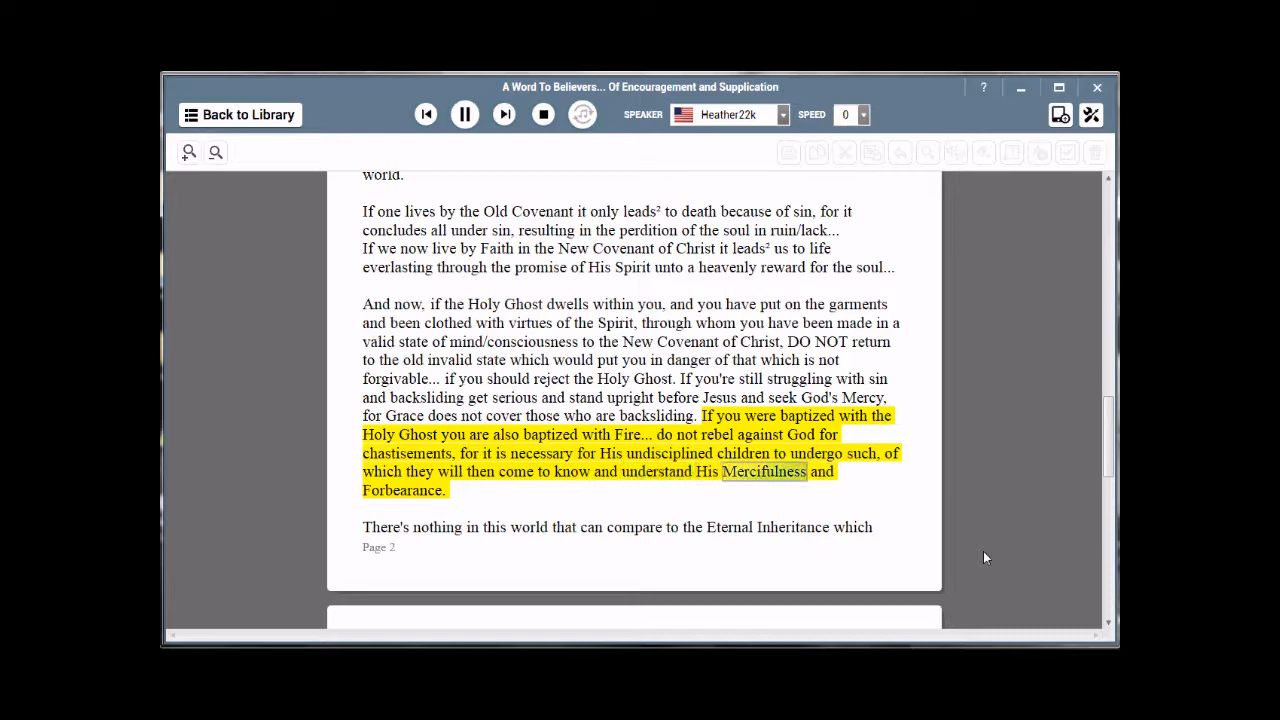 A Word To Believers... Of Encouragement and Supplication
?
Back to Library
SPEAKER
Heather22k
SPEED
0
world.
If one lives by the Old Covenant it only leads² to death because of sin, for it
concludes all under sin, resulting in the perdition of the soul in ruin/lack...
If we now live by Faith in the New Covenant of Christ it leads² us to life
everlasting through the promise of His Spirit unto a heavenly reward for the soul...
And now, if the Holy Ghost dwells within you, and you have put on the garments
and been clothed with virtues of the Spirit, through whom you have been made in a
valid state of mind/consciousness to the New Covenant of Christ, DO NOT return
to the old invalid state which would put you in danger of that which is not
forgivable... if you should reject the Holy Ghost. If you're still struggling with sin
and backsliding get serious and stand upright before Jesus and seek God's Mercy,
for Grace does not cover those who are backsliding. If you were baptized with the
Holy Ghost you are also baptized with Fire... do not rebel against God for
chastisements, for it is necessary for His undisciplined children to undergo such, of
which they will then come to know and understand His Mercifulness and
Forbearance.
There's nothing in this world that can compare to the Eternal Inheritance which
Page 2